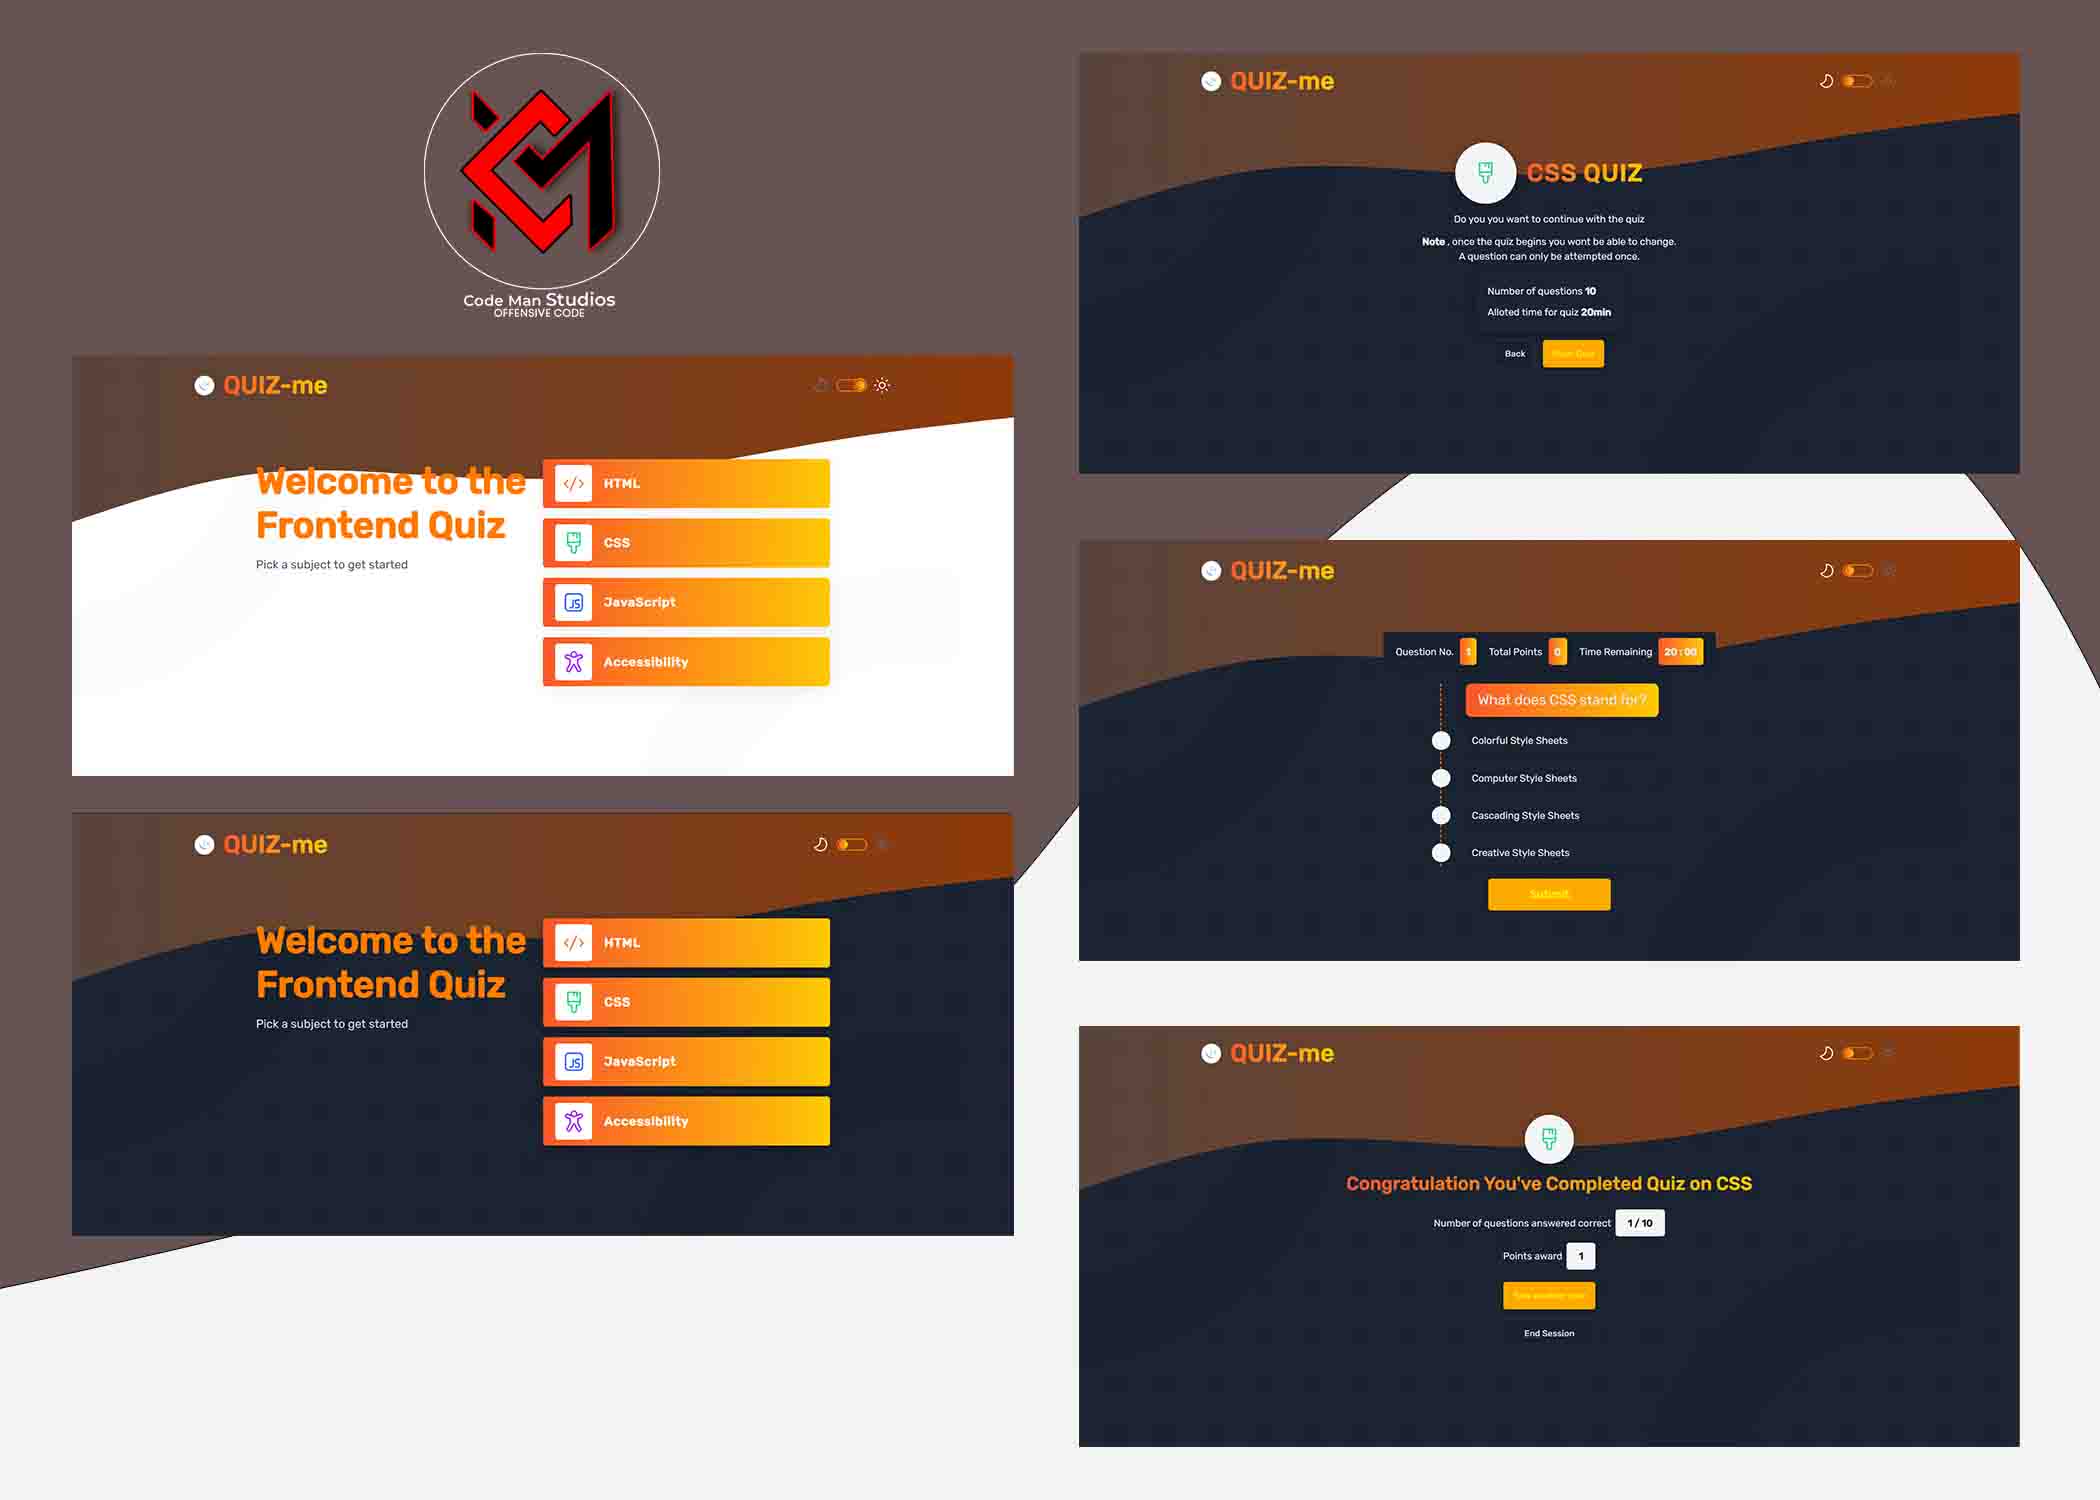 Code Man Studios
OFFENSIVE CODE
QUIZ-me
Welcome to the
Frontend Quiz
Pick a subject to get started
HTML
CSS
JavaScript
Accessibility
QUIZ-me
Welcome to the
Frontend Quiz
Pick a subject to get started
HTML
CSS
JavaScript
Accessibility
QUIZ-me
CSS QUIZ
Do you you want to continue with the quiz
Note , once the quiz begins you wont be able to change.
A question can only be attempted once.
Number of questions 10
Alloted time for quiz 20min
Back
QUIZ-me
Question No. 1 Total Points 0 Time Remaining 20 : 00
What does CSS stand for?
Colorful Style Sheets
Computer Style Sheets
Cascading Style Sheets
Creative Style Sheets
Submit
QUIZ-me
Congratulation You've Completed Quiz on CSS
Number of questions answered correct 1 / 10
Points award 1
End Session